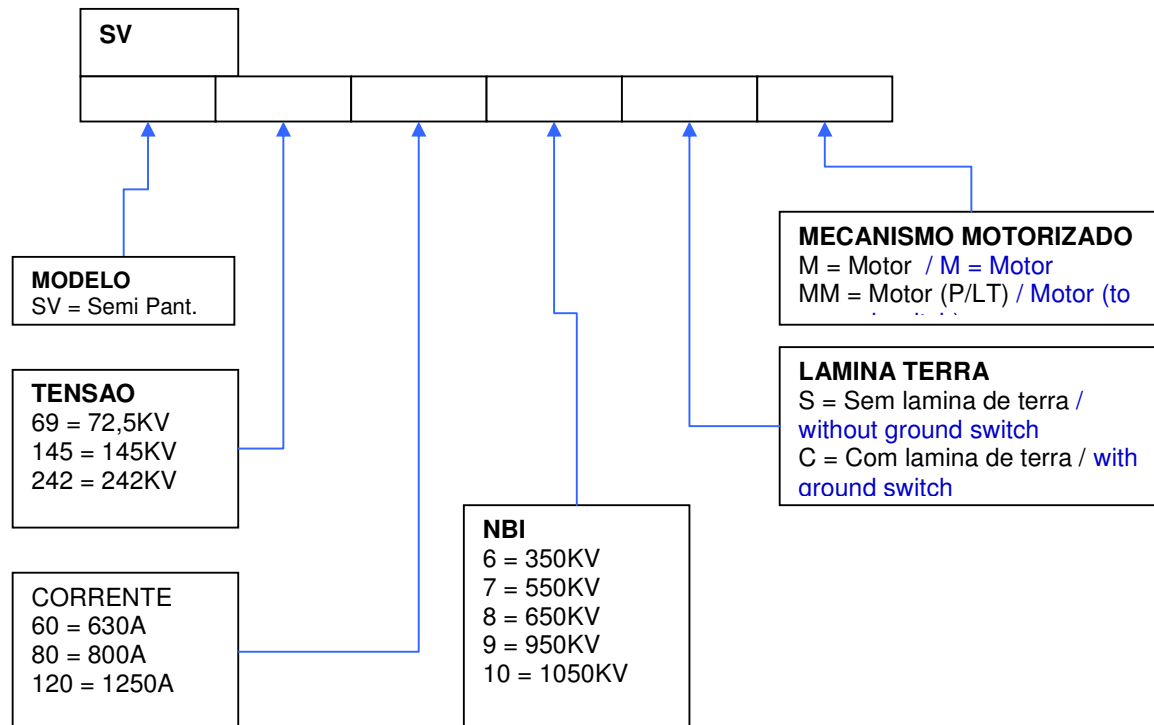 SV
MODELO
SV = Semi Pant.
TENSAO
69 = 72,5KV
145 = 145KV
242 = 242KV
CORRENTE
60 = 630A
80 = 800A
120 = 1250A
NBI
6 = 350KV
7 = 550KV
8 = 650KV
9 = 950KV
10 = 1050KV
MECANISMO MOTORIZADO
M = Motor / M = Motor
MM = Motor (P/LT) / Motor (to
LAMINA TERRA
S = Sem lamina de terra /
without ground switch
C = Com lamina de terra / with
ground switch